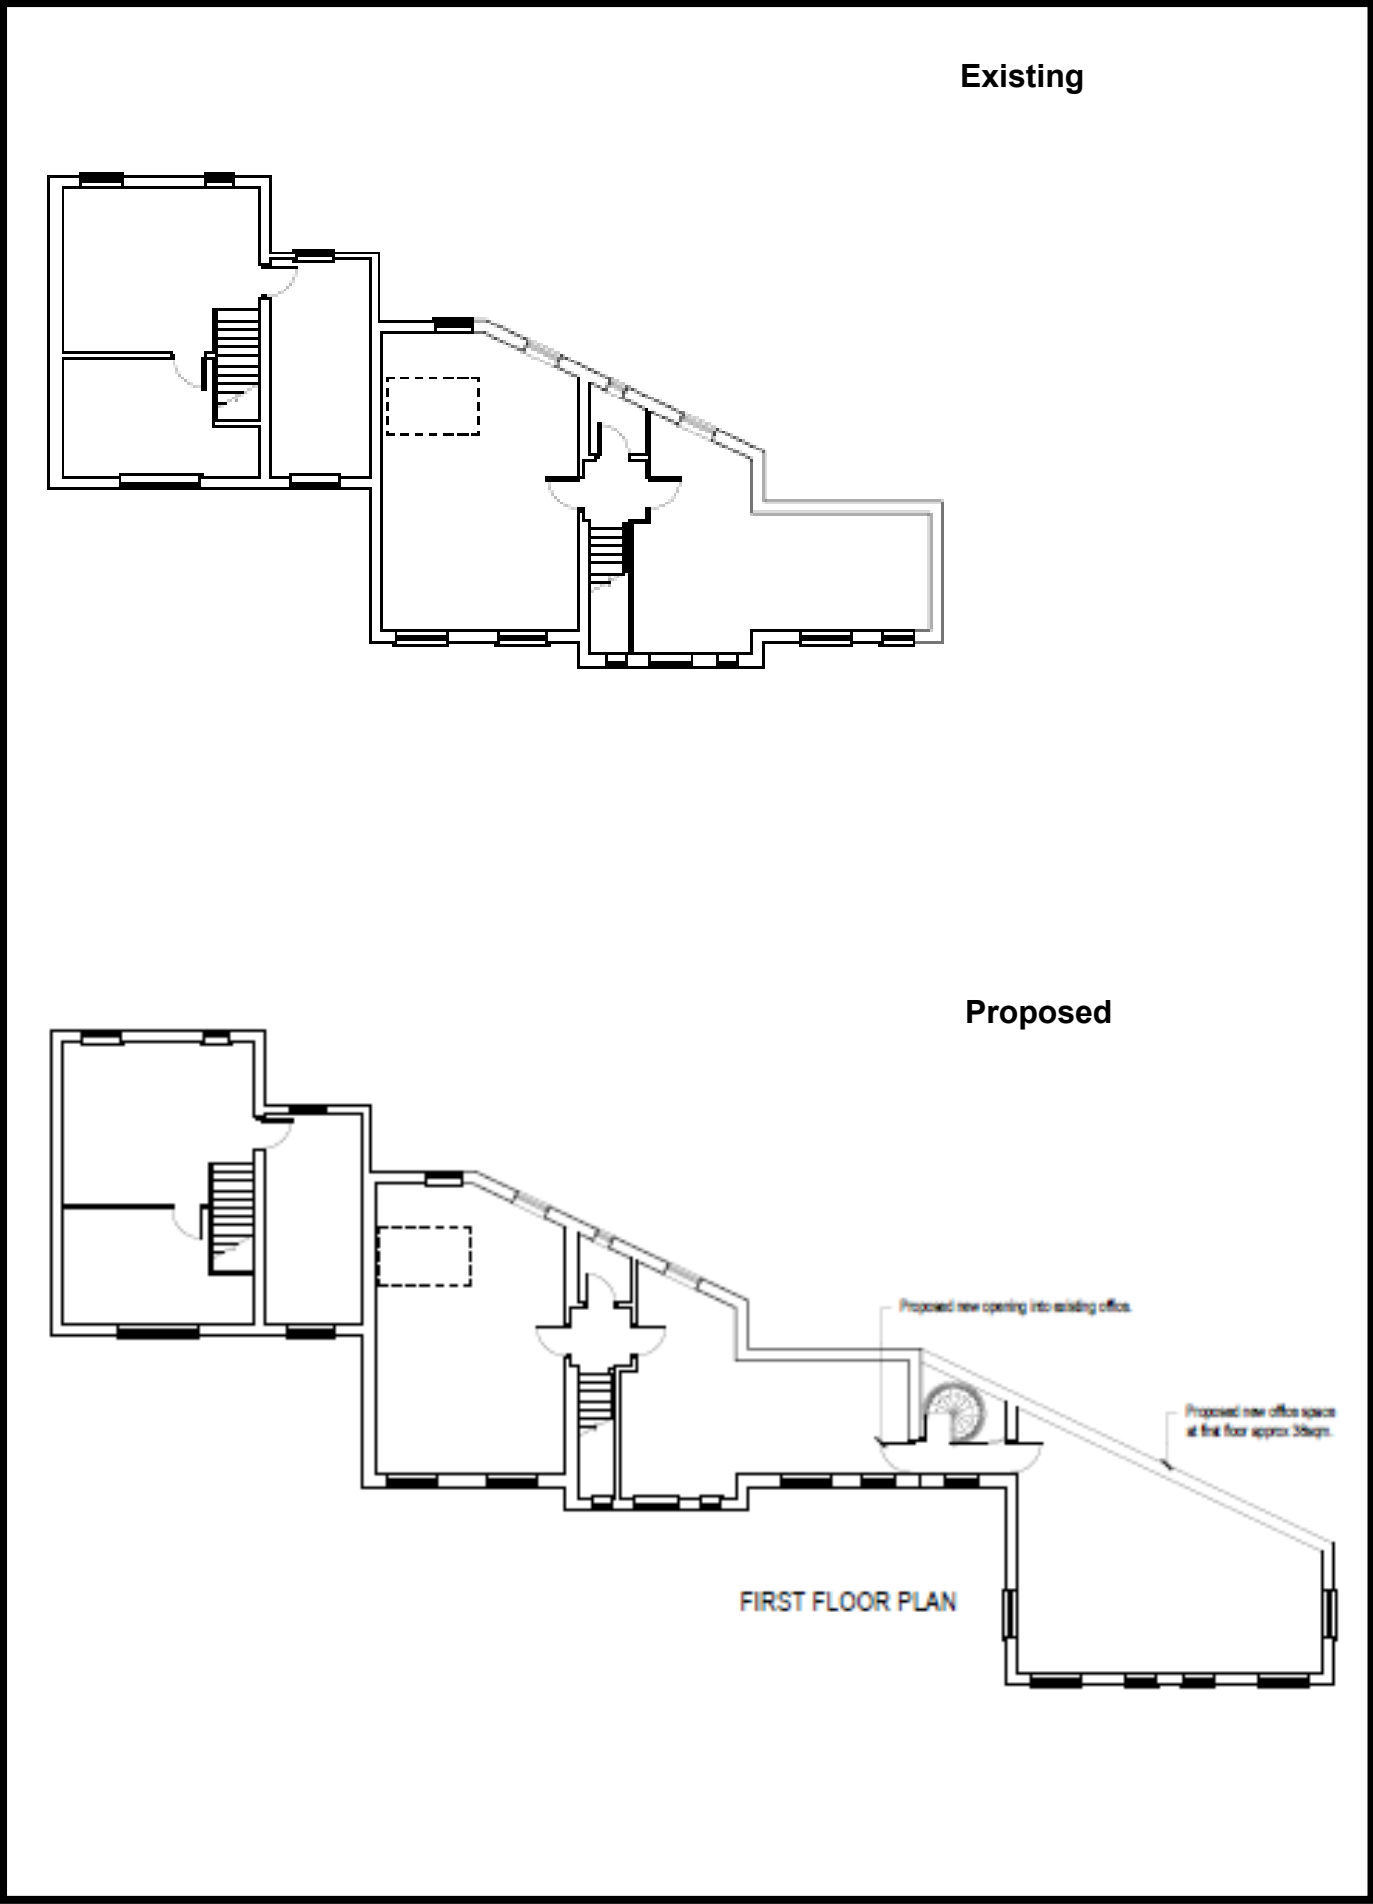 Existing
Proposed
Proposed new opening into existing office.
Proposed new office space
at first floor approx 38sqm.
FIRST FLOOR PLAN